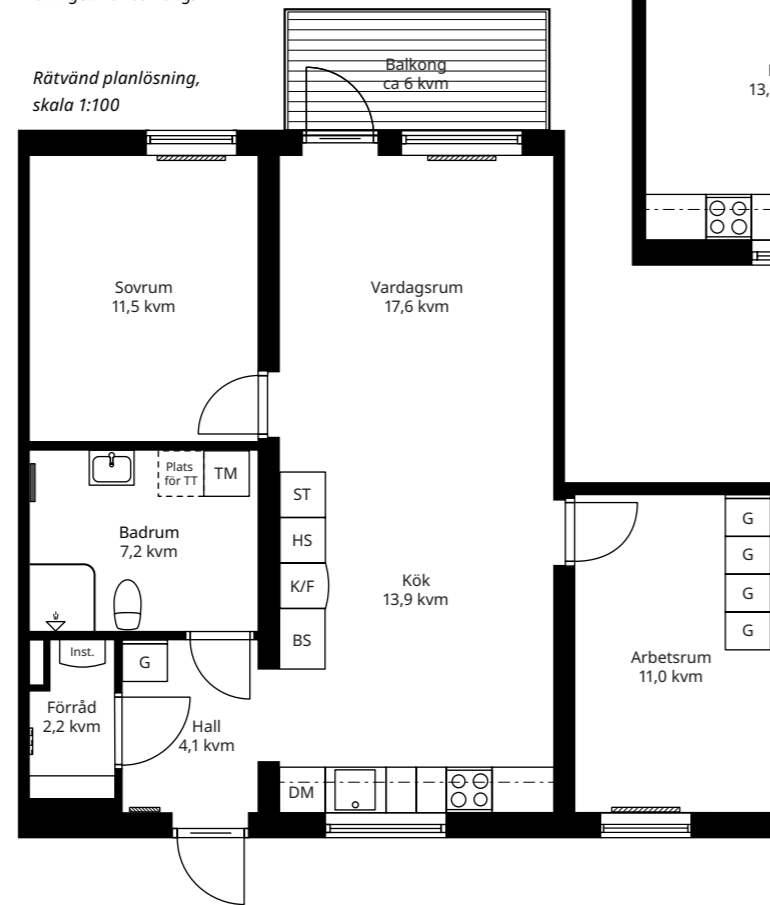 Rätvänd planlösning,
skala 1:100
Balkong
ca 6 kvm
13,
Sovrum
11,5 kvm
Vardagsrum
17,6 kvm
Plats
för TT
TM
Badrum
7,2 kvm
ST
HS
K/F
BS
Kök
13,9 kvm
G
G
G
G
Arbetsrum
11,0 kvm
Inst.
G
Förråd
2,2 kvm
Hall
4,1 kvm
DM